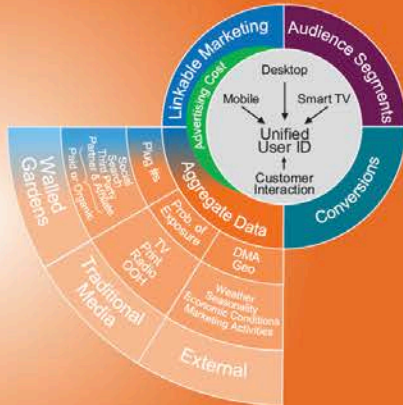 Linkable Marketing
Audience Segments
Advertising Cost
Desktop
Mobile
Smart TV
Unified
User ID
Customer
Interaction
Conversions
Aggregate Data
Plug-ins
Prob. of
Exposure
DMA
Geo
Social
Search
Third Party
Partner & Affiliate
Paid or Organic
TV
Print
Radio
OOH
Weather
Seasonality
Economic Conditions
Marketing Activities
Walled
Gardens
Traditional
Media
External